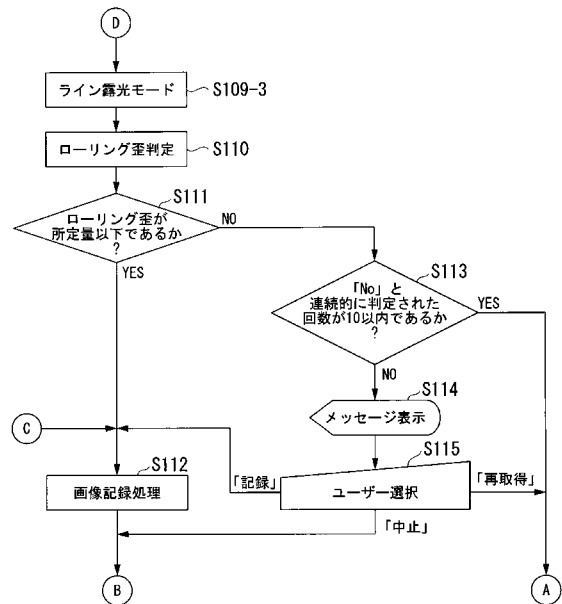 D
ライン露光モード
S109-3
ローリング歪判定
S110
S111
ローリング歪が
所定量以下であるか
?
NO
YES
S113
「No」と
連続的に判定された
回数が10以内であるか
?
YES
NO
S114
メッセージ表示
C
S112
画像記録処理
「記録」
S115
ユーザー選択
「再取得」
「中止」
B
A